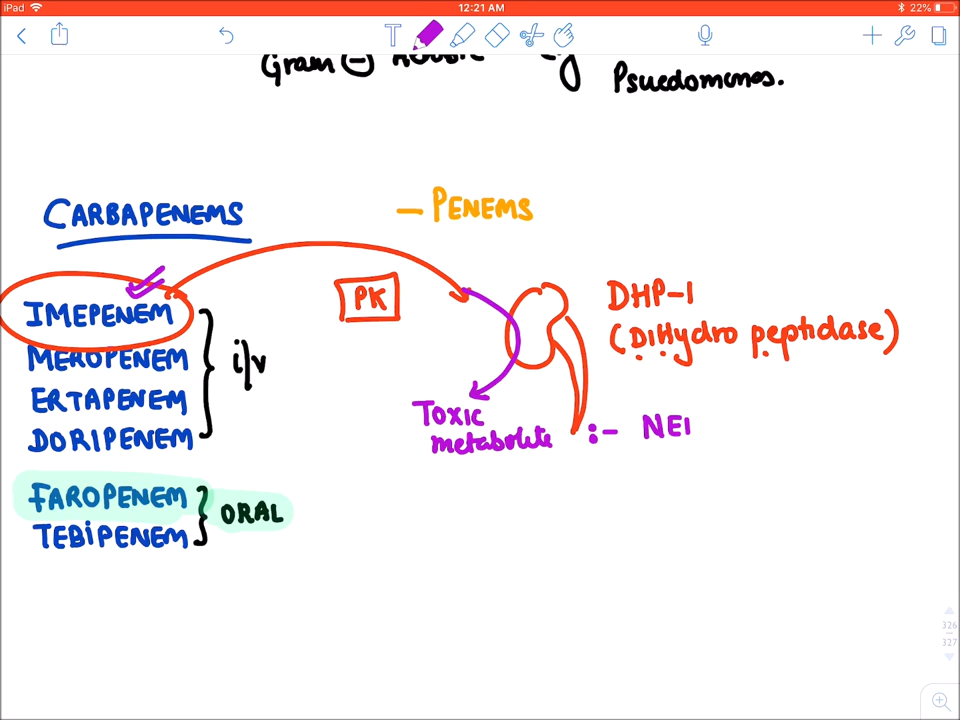 iPad 12:21 AM 22%
Gram ⊖
Psuedomonas.
CARBAPENEMS
— PENEMS
IMEPENEM
PK
DHP-1
(DiHydro peptidase)
MEROPENEM
i/v
ERTAPENEM
DORIPENEM
Toxic
metabolite :- NEI
FAROPENEM
ORAL
TEBiPENEM
326
327